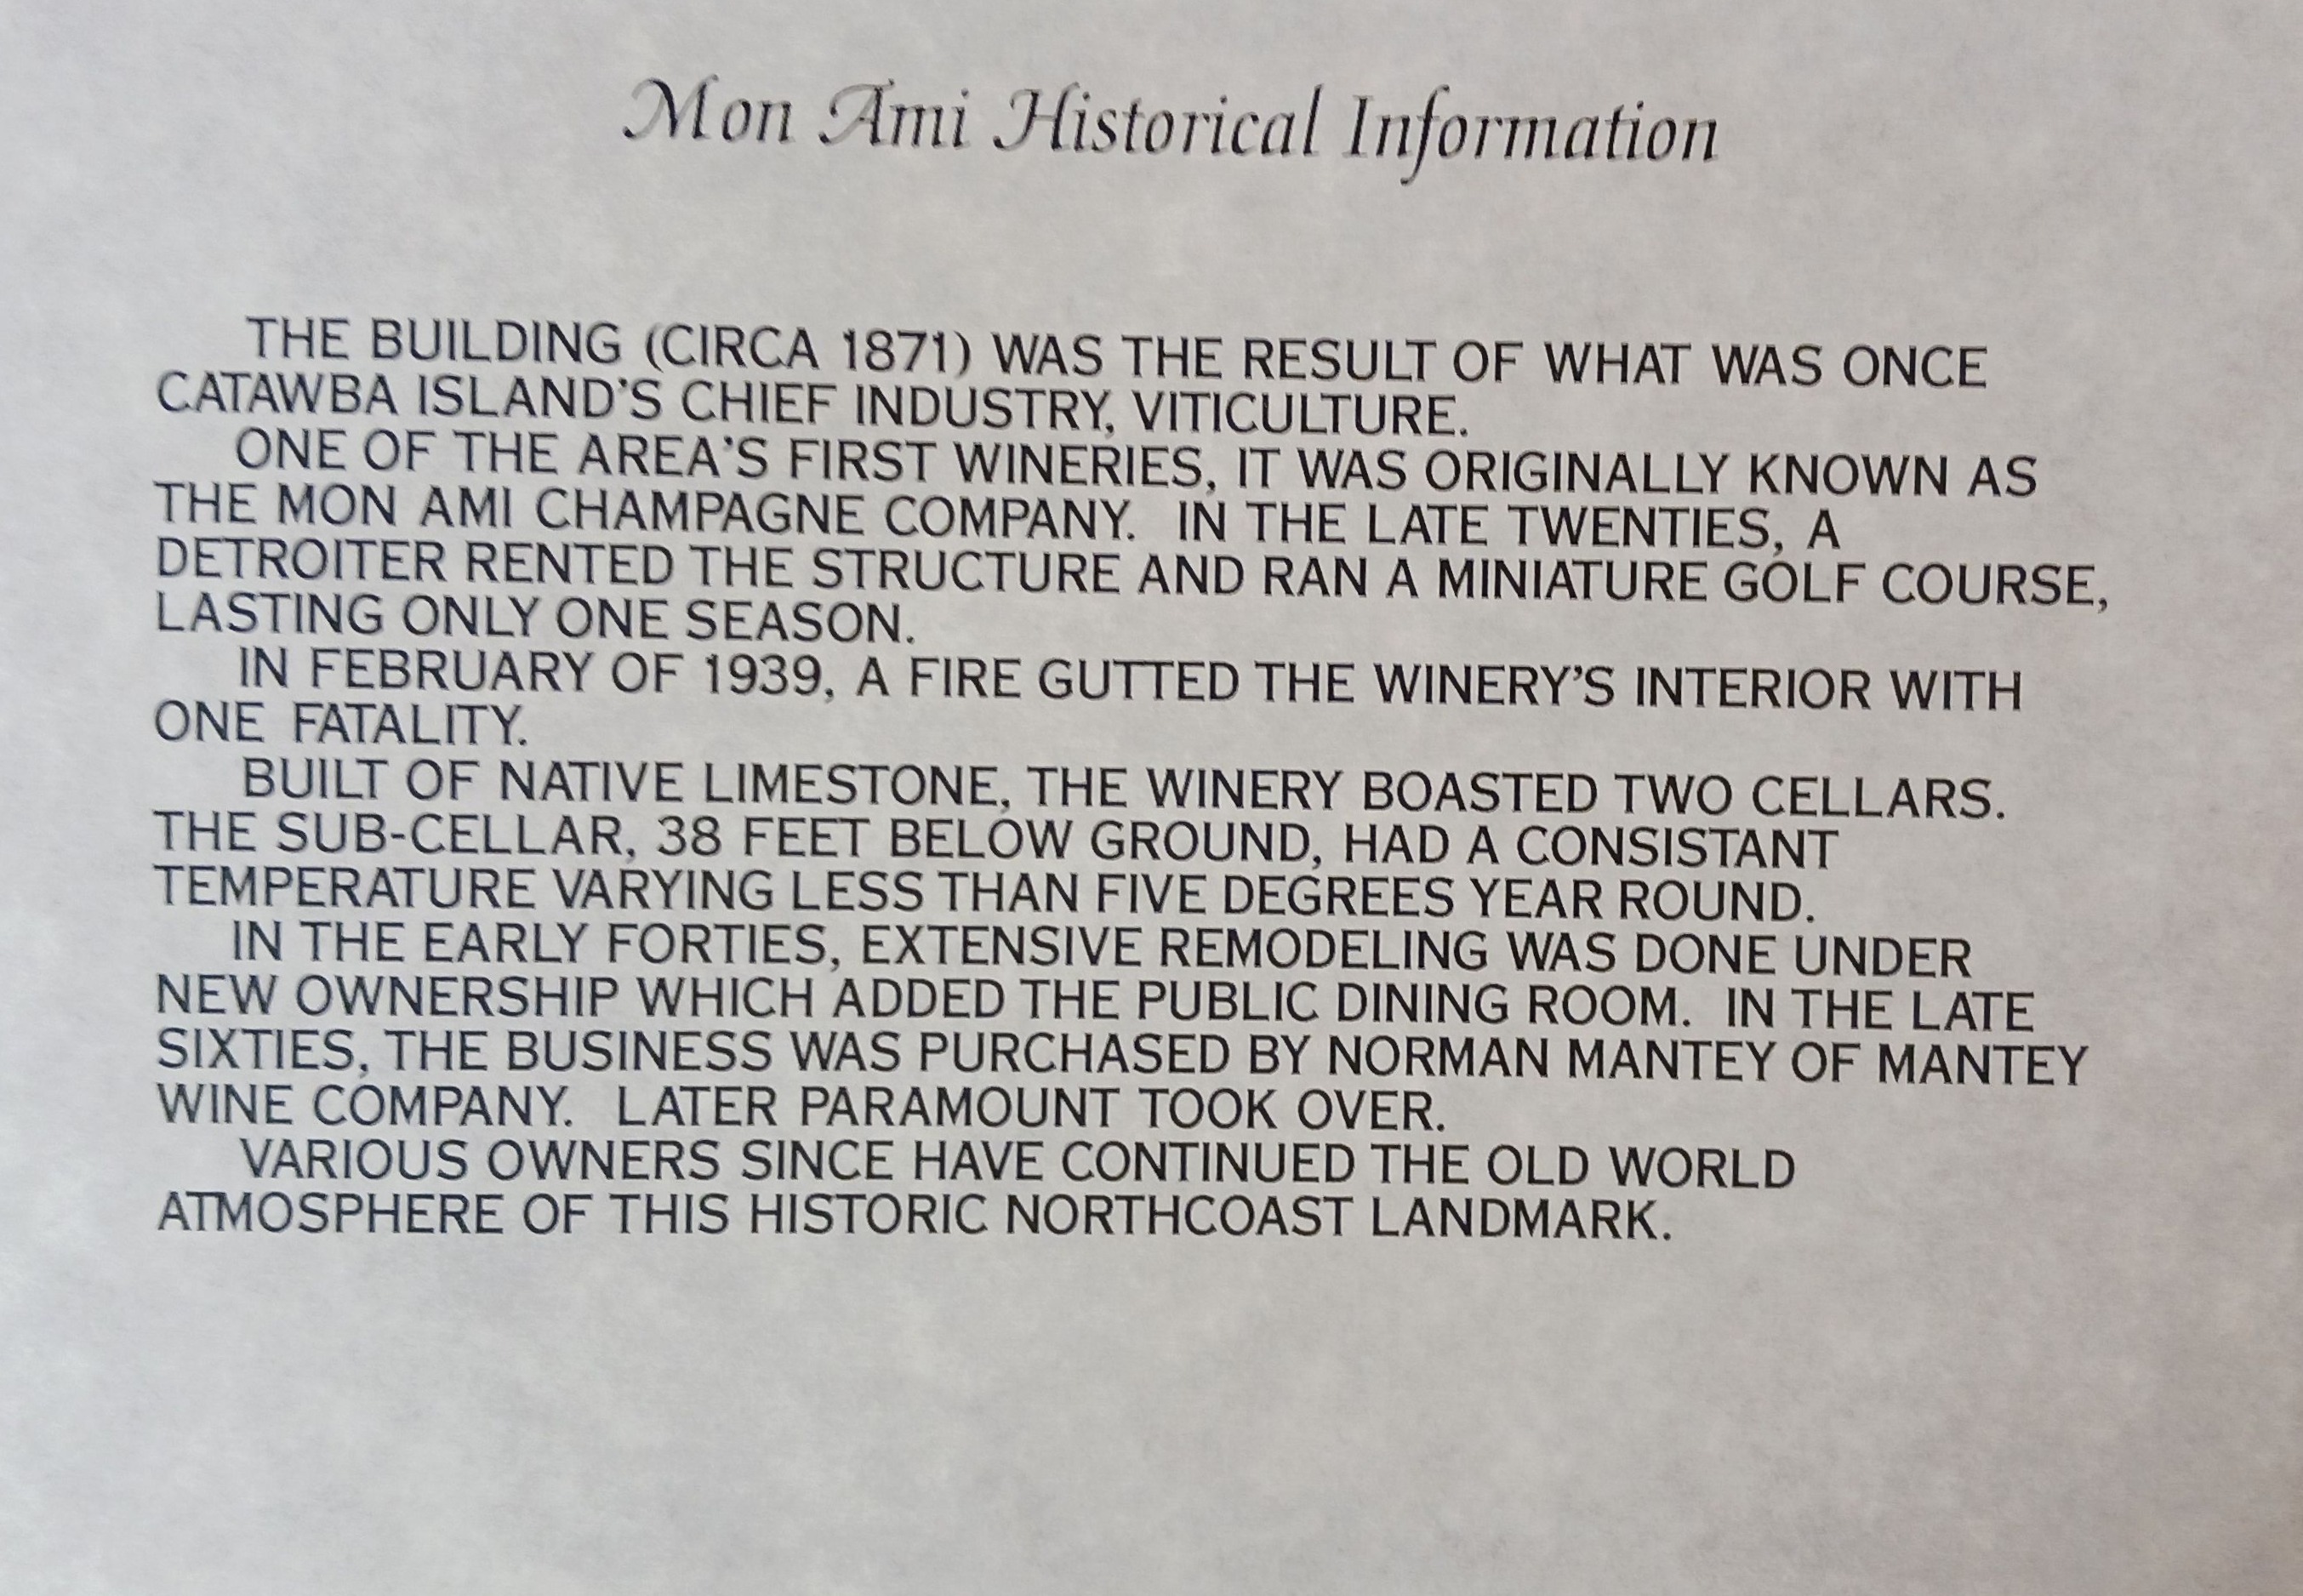 Mon Ami Historical Information
THE BUILDING (CIRCA 1871) WAS THE RESULT OF WHAT WAS ONCE
CATAWBA ISLAND'S CHIEF INDUSTRY, VITICULTURE.
ONE OF THE AREA'S FIRST WINERIES, IT WAS ORIGINALLY KNOWN AS
THE MON AMI CHAMPAGNE COMPANY. IN THE LATE TWENTIES, A
DETROITER RENTED THE STRUCTURE AND RAN A MINIATURE GOLF COURSE,
LASTING ONLY ONE SEASON.
IN FEBRUARY OF 1939, A FIRE GUTTED THE WINERY'S INTERIOR WITH
ONE FATALITY.
BUILT OF NATIVE LIMESTONE, THE WINERY BOASTED TWO CELLARS.
THE SUB-CELLAR, 38 FEET BELOW GROUND, HAD A CONSISTANT
TEMPERATURE VARYING LESS THAN FIVE DEGREES YEAR ROUND.
IN THE EARLY FORTIES, EXTENSIVE REMODELING WAS DONE UNDER
NEW OWNERSHIP WHICH ADDED THE PUBLIC DINING ROOM. IN THE LATE
SIXTIES, THE BUSINESS WAS PURCHASED BY NORMAN MANTEY OF MANTEY
WINE COMPANY. LATER PARAMOUNT TOOK OVER.
VARIOUS OWNERS SINCE HAVE CONTINUED THE OLD WORLD
ATMOSPHERE OF THIS HISTORIC NORTHCOAST LANDMARK.